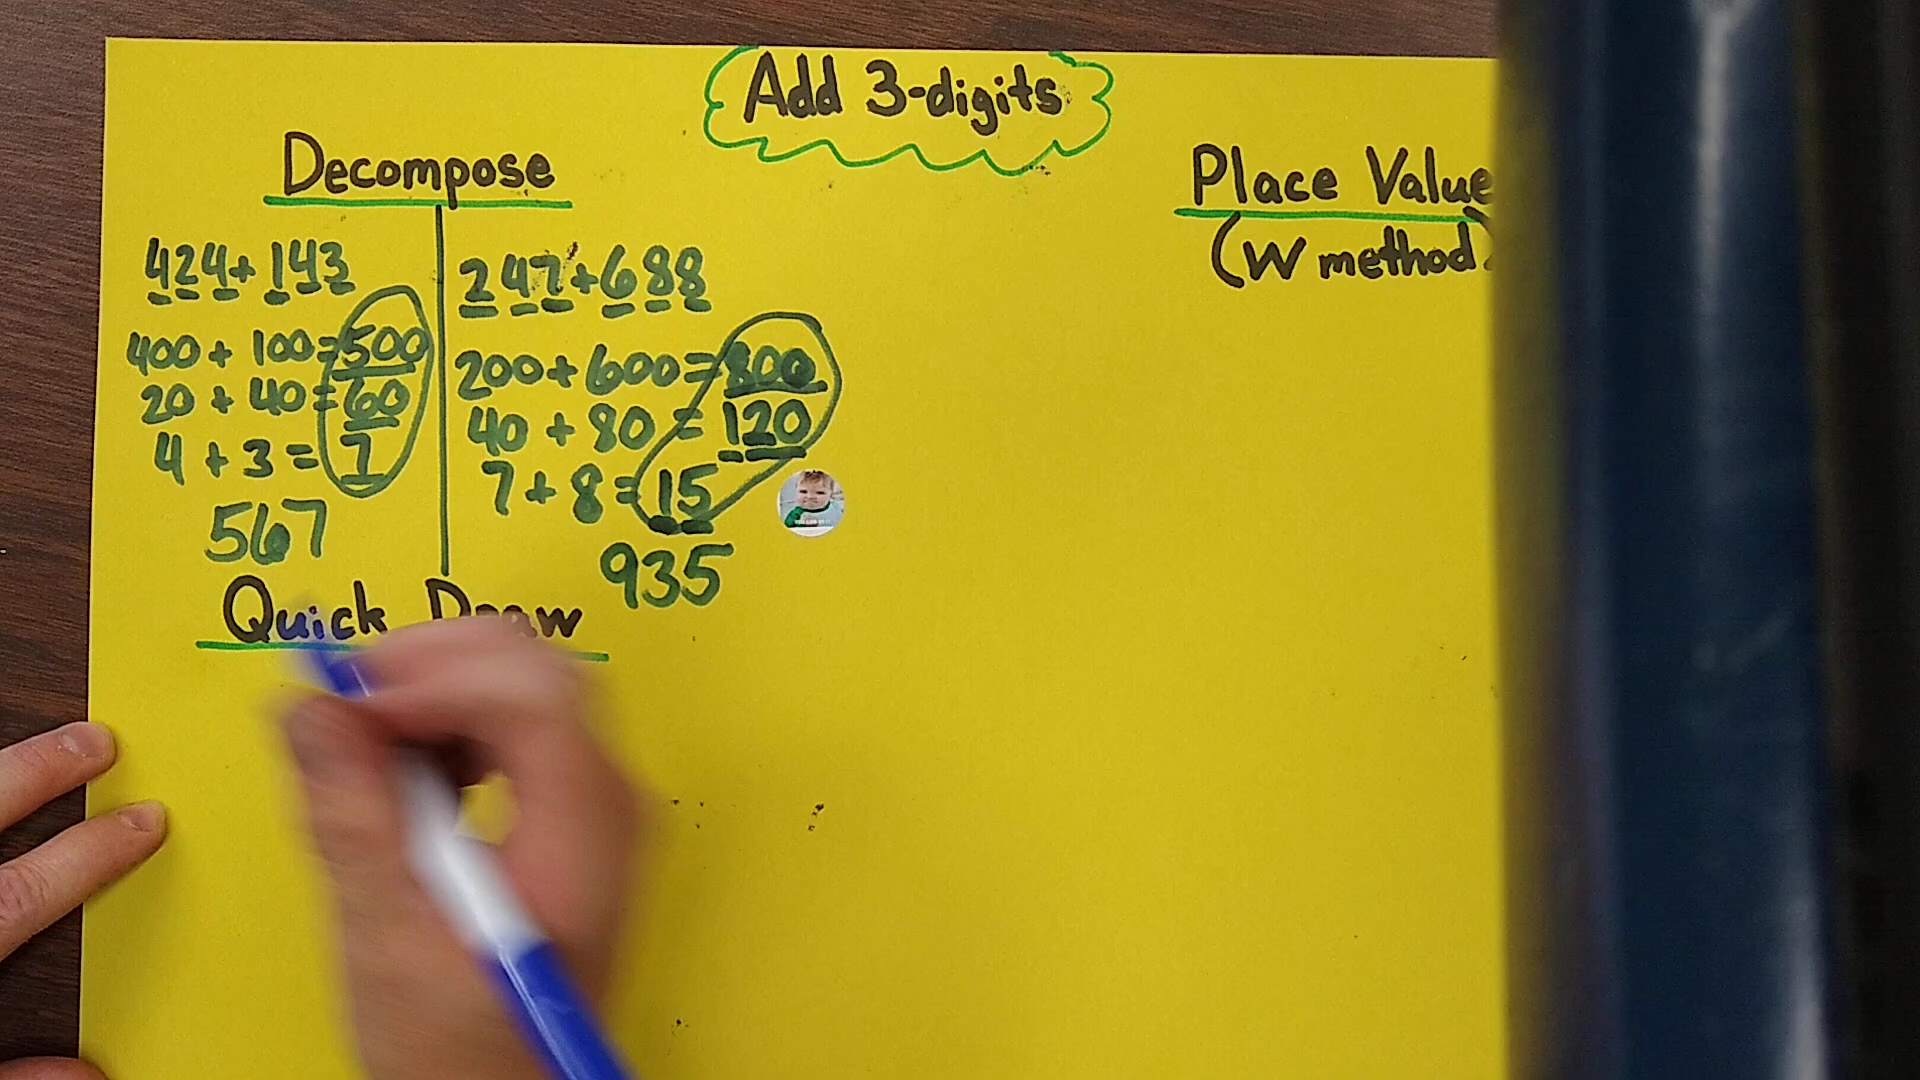 Add 3-digits
Decompose
424+ 143
400 + 100 = 500
20 + 40 = 60
4 + 3 = 7
567
247+688
200+600=800
40 + 80 = 120
7+8=15
935
Quick Draw
Place Value
(W method)